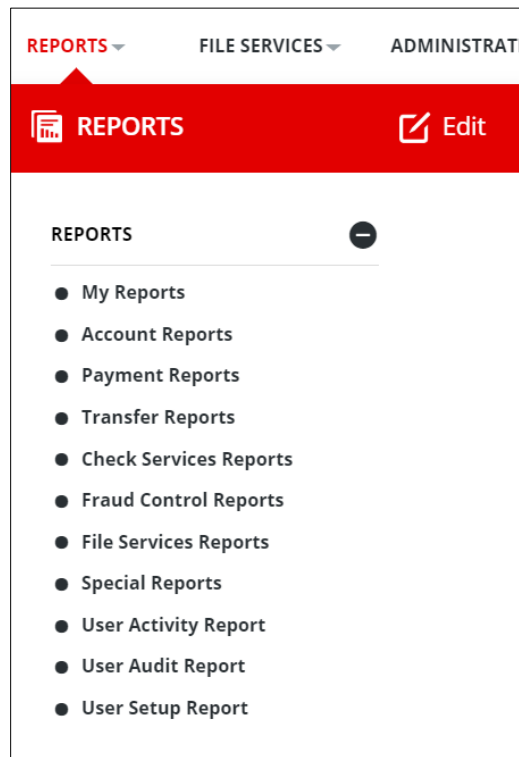 REPORTS FILE SERVICES ADMINISTRAT
REPORTS Edit
REPORTS
My Reports
Account Reports
Payment Reports
Transfer Reports
Check Services Reports
Fraud Control Reports
File Services Reports
Special Reports
User Activity Report
User Audit Report
User Setup Report